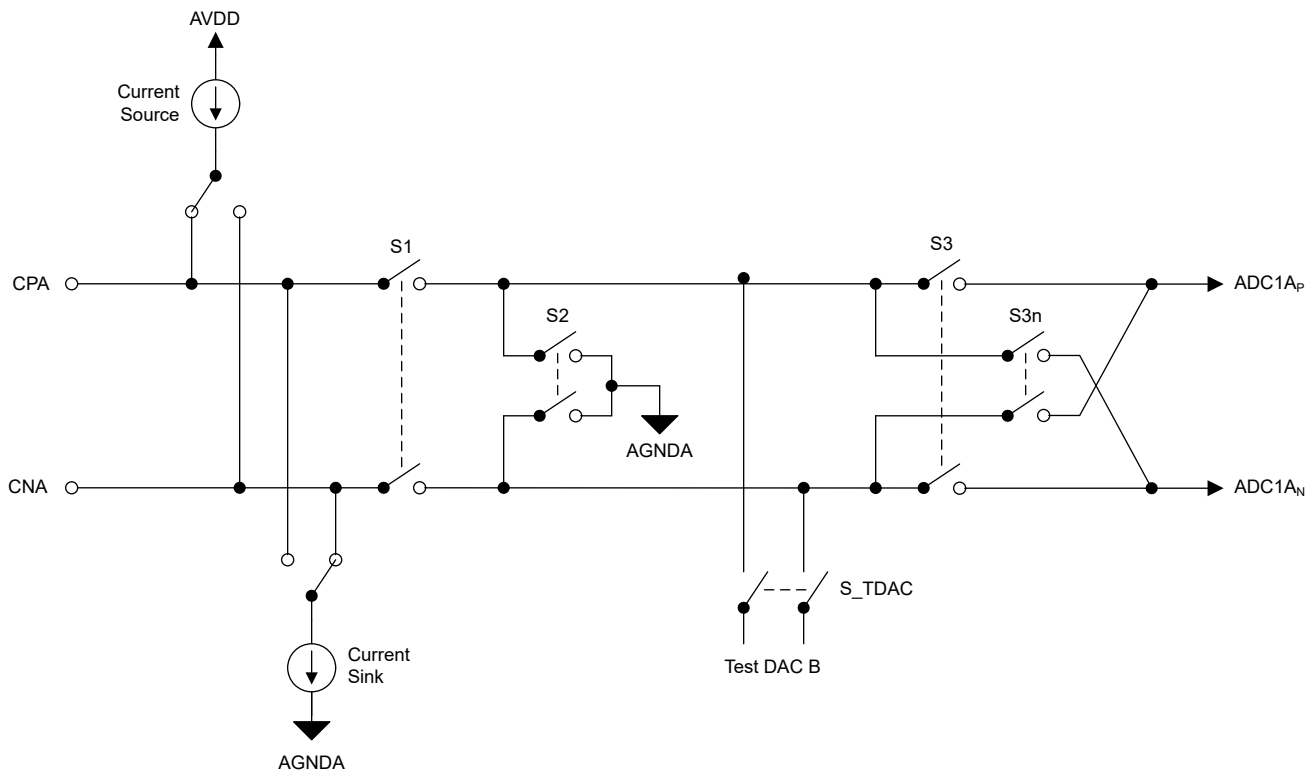 AVDD
Current
Source
S1
S3
CPA
ADC1AP
S2
S3n
AGNDA
CNA
ADC1AN
S_TDAC
Current
Sink
Test DAC B
AGNDA